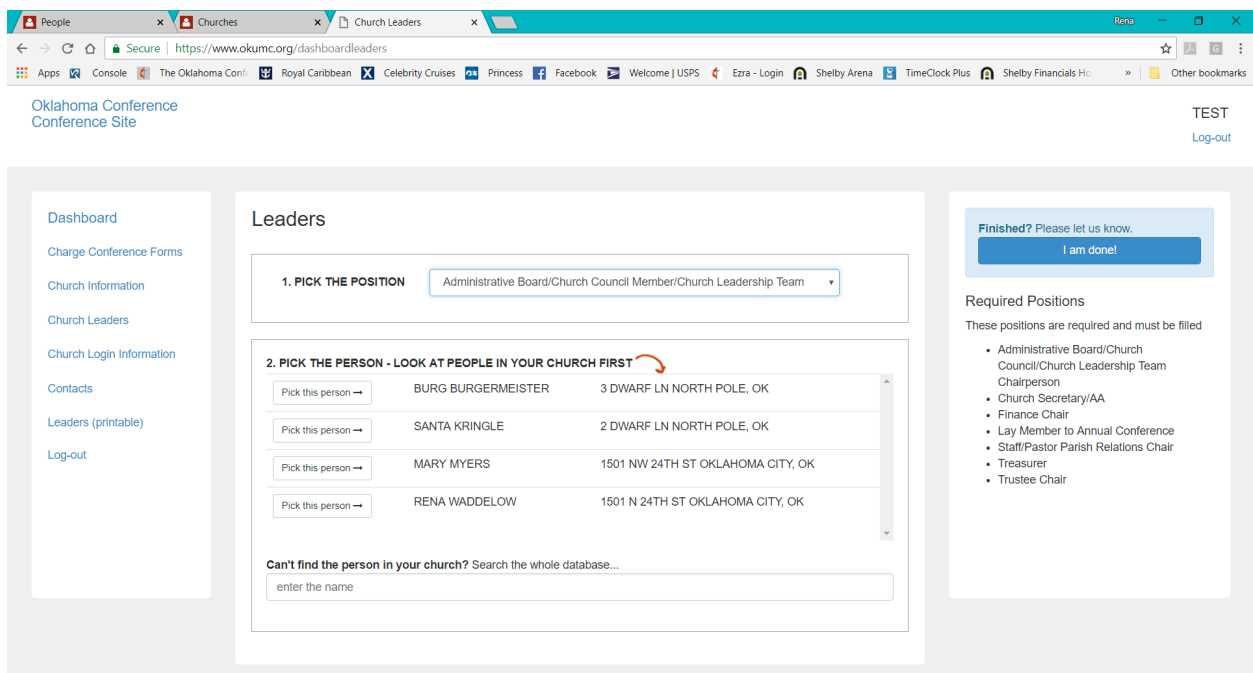 People
Churches
Church Leaders
Rena
Secure | https://www.okumc.org/dashboardleaders
Apps
Console
The Oklahoma Conf
Royal Caribbean
Celebrity Cruises
Princess
Facebook
Welcome | USPS
Ezra - Login
Shelby Arena
TimeClock Plus
Shelby Financials Ho
»
Other bookmarks
Oklahoma Conference
Conference Site
TEST
Log-out
Dashboard
Charge Conference Forms
Church Information
Church Leaders
Church Login Information
Contacts
Leaders (printable)
Log-out
Leaders
1. PICK THE POSITION
Administrative Board/Church Council Member/Church Leadership Team
2. PICK THE PERSON - LOOK AT PEOPLE IN YOUR CHURCH FIRST
Pick this person → BURG BURGERMEISTER 3 DWARF LN NORTH POLE, OK
Pick this person → SANTA KRINGLE 2 DWARF LN NORTH POLE, OK
Pick this person → MARY MYERS 1501 NW 24TH ST OKLAHOMA CITY, OK
Pick this person → RENA WADDELOW 1501 N 24TH ST OKLAHOMA CITY, OK
Can't find the person in your church? Search the whole database...
enter the name
Finished? Please let us know.
I am done!
Required Positions
These positions are required and must be filled
• Administrative Board/Church
Council/Church Leadership Team
Chairperson
• Church Secretary/AA
• Finance Chair
• Lay Member to Annual Conference
• Staff/Pastor Parish Relations Chair
• Treasurer
• Trustee Chair